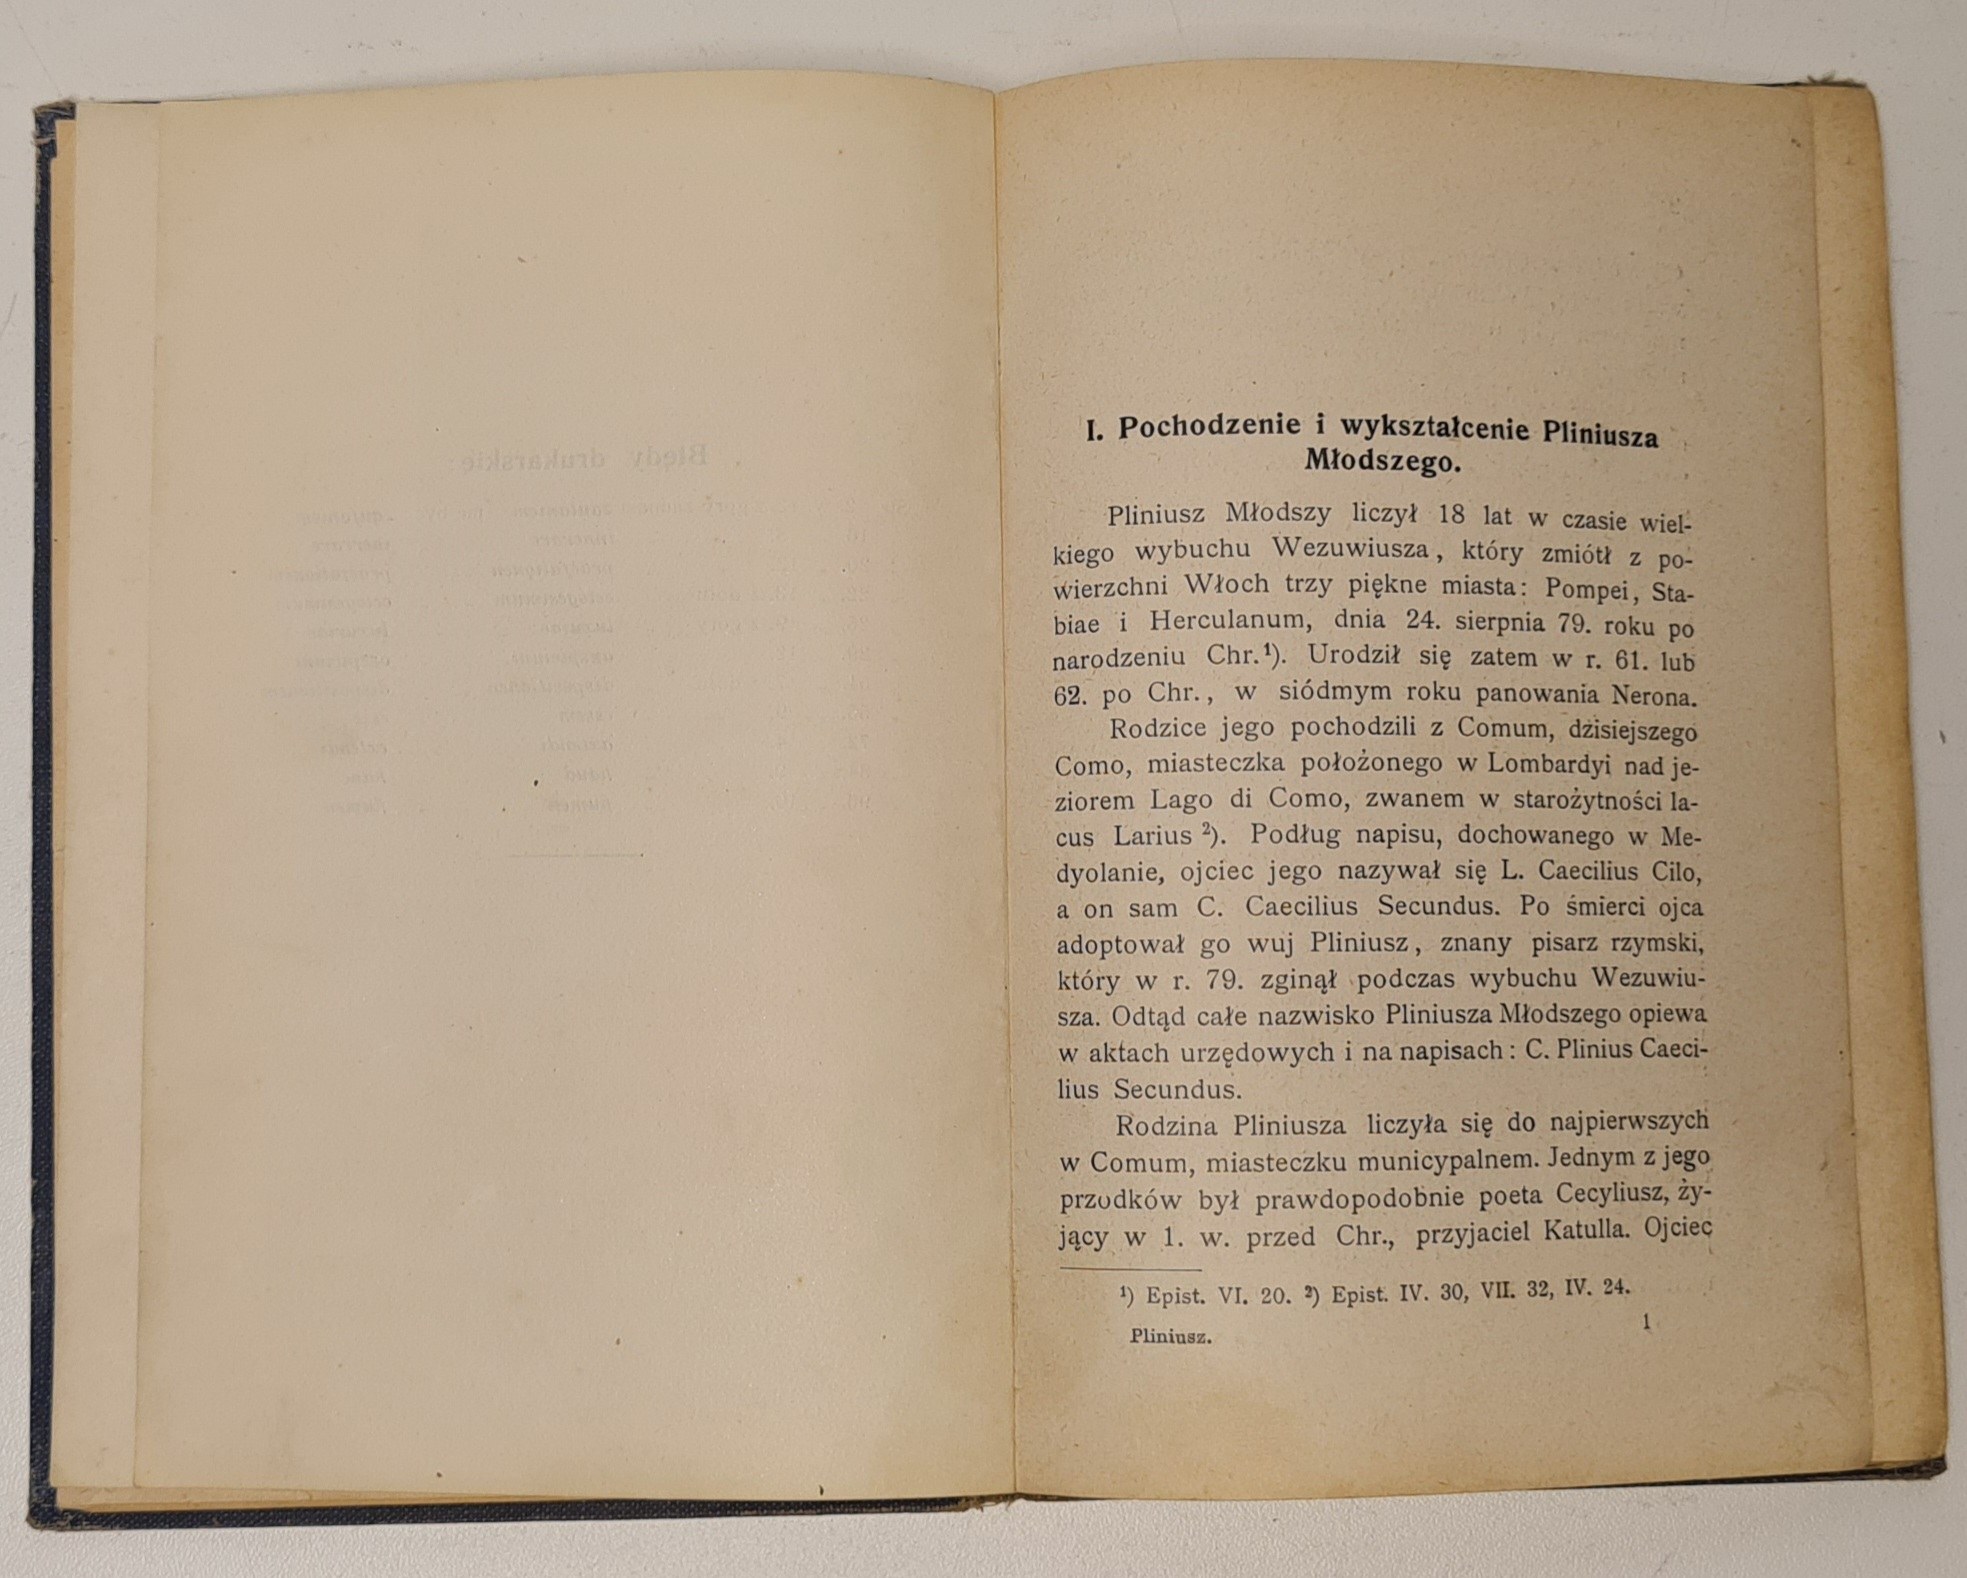 Błędy drukarskie:
I. Pochodzenie i wykształcenie Pliniusza
Młodszego.
Pliniusz Młodszy liczył 18 lat w czasie wiel-
kiego wybuchu Wezuwiusza, który zmiótł z po-
wierzchni Włoch trzy piękne miasta: Pompei, Sta-
biae i Herculanum, dnia 24. sierpnia 79. roku po
narodzeniu Chr.¹). Urodził się zatem w r. 61. lub
62. po Chr., w siódmym roku panowania Nerona.
Rodzice jego pochodzili z Comum, dzisiejszego
Como, miasteczka położonego w Lombardyi nad je-
ziorem Lago di Como, zwanem w starożytności la-
cus Larius ²). Podług napisu, dochowanego w Me-
dyolanie, ojciec jego nazywał się L. Caecilius Cilo,
a on sam C. Caecilius Secundus. Po śmierci ojca
adoptował go wuj Pliniusz, znany pisarz rzymski,
który w r. 79. zginął podczas wybuchu Wezuwiu-
sza. Odtąd całe nazwisko Pliniusza Młodszego opiewa
w aktach urzędowych i na napisach: C. Plinius Caeci-
lius Secundus.
Rodzina Pliniusza liczyła się do najpierwszych
w Comum, miasteczku municypalnem. Jednym z jego
przodków był prawdopodobnie poeta Cecyliusz, ży-
jący w 1. w. przed Chr., przyjaciel Katulla. Ojciec
¹) Epist. VI. 20. ²) Epist. IV. 30, VII. 32, IV. 24.
Pliniusz. 1